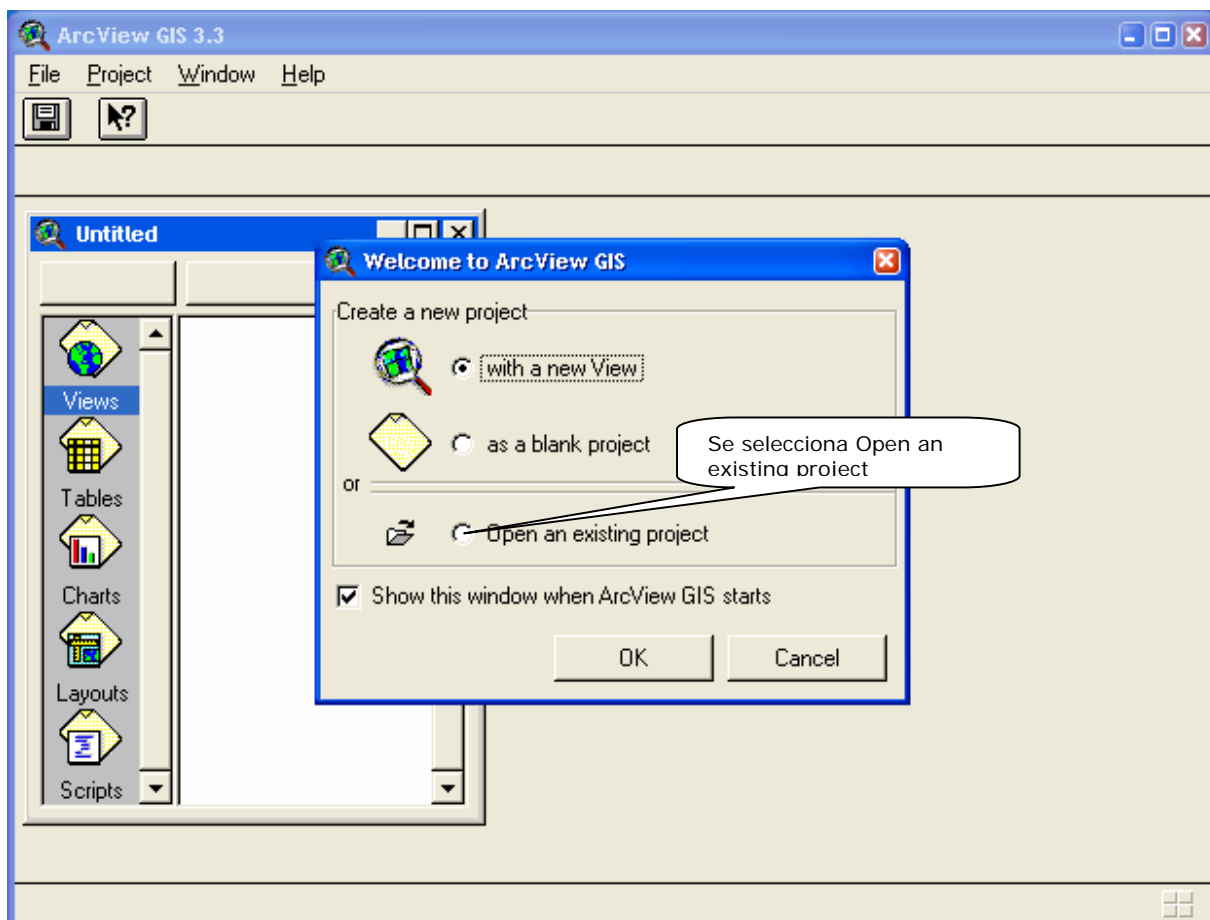 ArcView GIS 3.3
File Project Window Help
Untitled
Views
Tables
Charts
Layouts
Scripts
Welcome to ArcView GIS
Create a new project
with a new View
as a blank project
or
Open an existing project
Show this window when ArcView GIS starts
OK Cancel
Se selecciona Open an
existing project